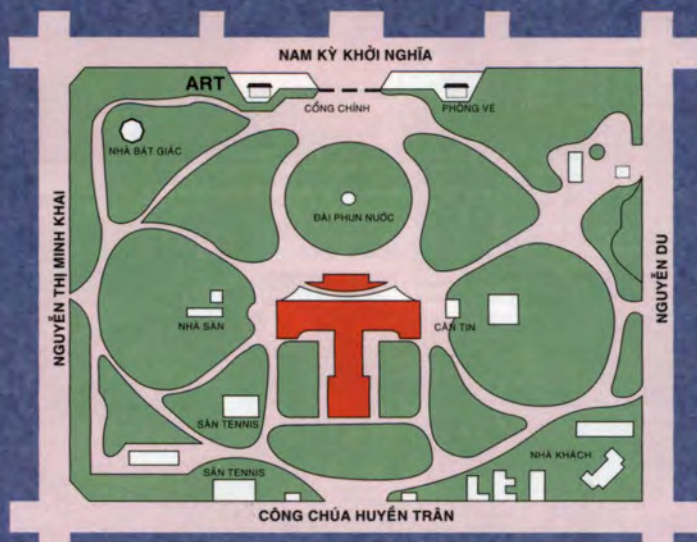 NAM KỲ KHỞI NGHĨA
ART
CỔNG CHÍNH
PHÒNG VÉ
NHÀ BÁT GIÁC
ĐÀI PHUN NƯỚC
NGUYỄN THỊ MINH KHAI
NGUYỄN DU
NHÀ SÀN
CĂN TIN
SÂN TENNIS
NHÀ KHÁCH
SÂN TENNIS
CÔNG CHÚA HUYỀN TRÂN